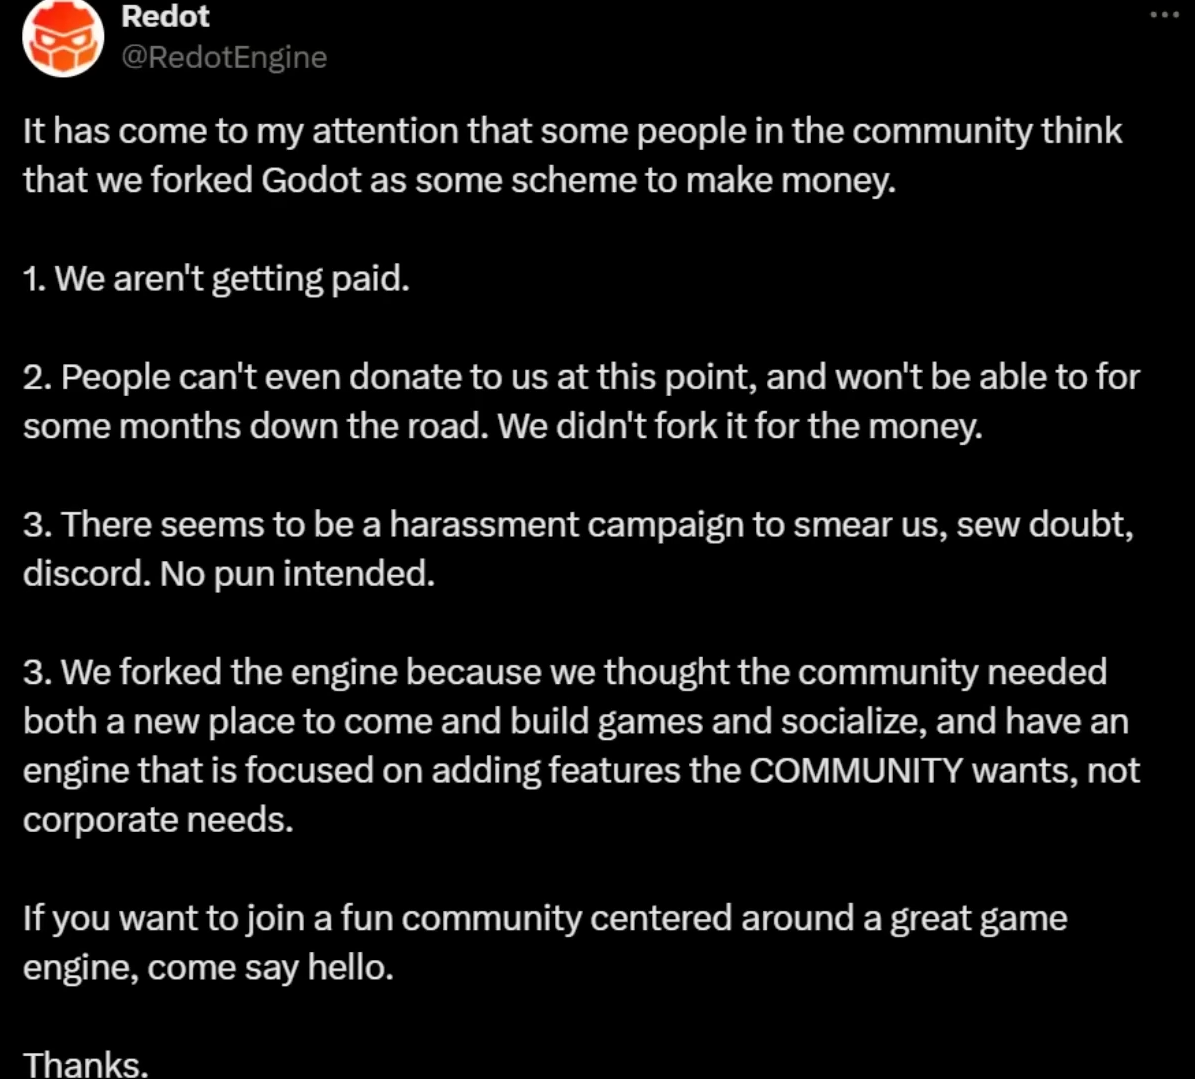 Redot
@RedotEngine
It has come to my attention that some people in the community think
that we forked Godot as some scheme to make money.
1. We aren't getting paid.
2. People can't even donate to us at this point, and won't be able to for
some months down the road. We didn't fork it for the money.
3. There seems to be a harassment campaign to smear us, sew doubt,
discord. No pun intended.
3. We forked the engine because we thought the community needed
both a new place to come and build games and socialize, and have an
engine that is focused on adding features the COMMUNITY wants, not
corporate needs.
If you want to join a fun community centered around a great game
engine, come say hello.
Thanks.